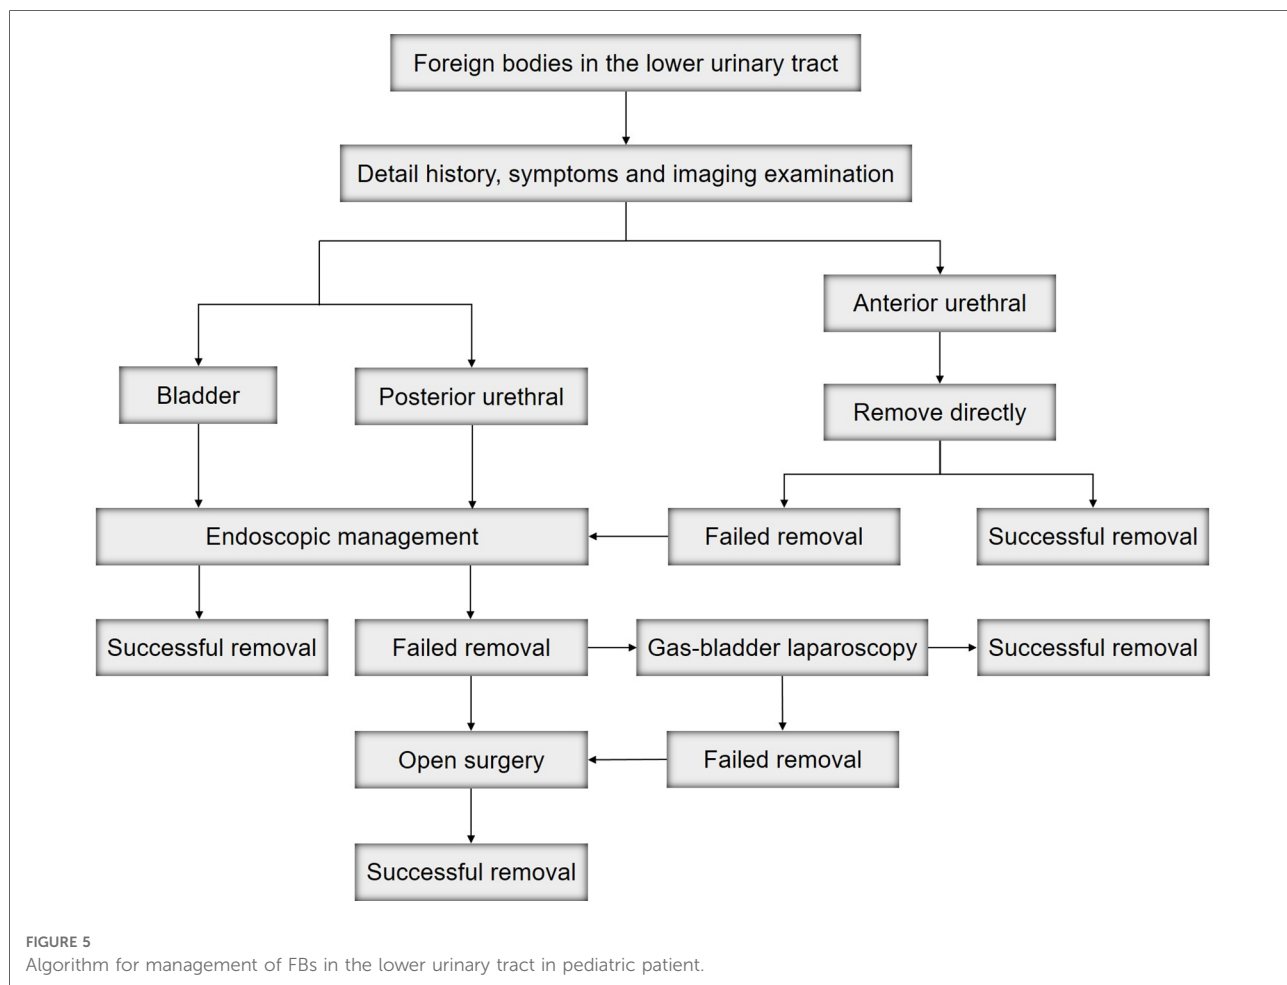 Foreign bodies in the lower urinary tract
Detail history, symptoms and imaging examination
Anterior urethral
Bladder
Posterior urethral
Remove directly
Endoscopic management
Failed removal
Successful removal
Successful removal
Failed removal
Gas-bladder laparoscopy
Successful removal
Open surgery
Failed removal
Successful removal
FIGURE 5
Algorithm for management of FBs in the lower urinary tract in pediatric patient.